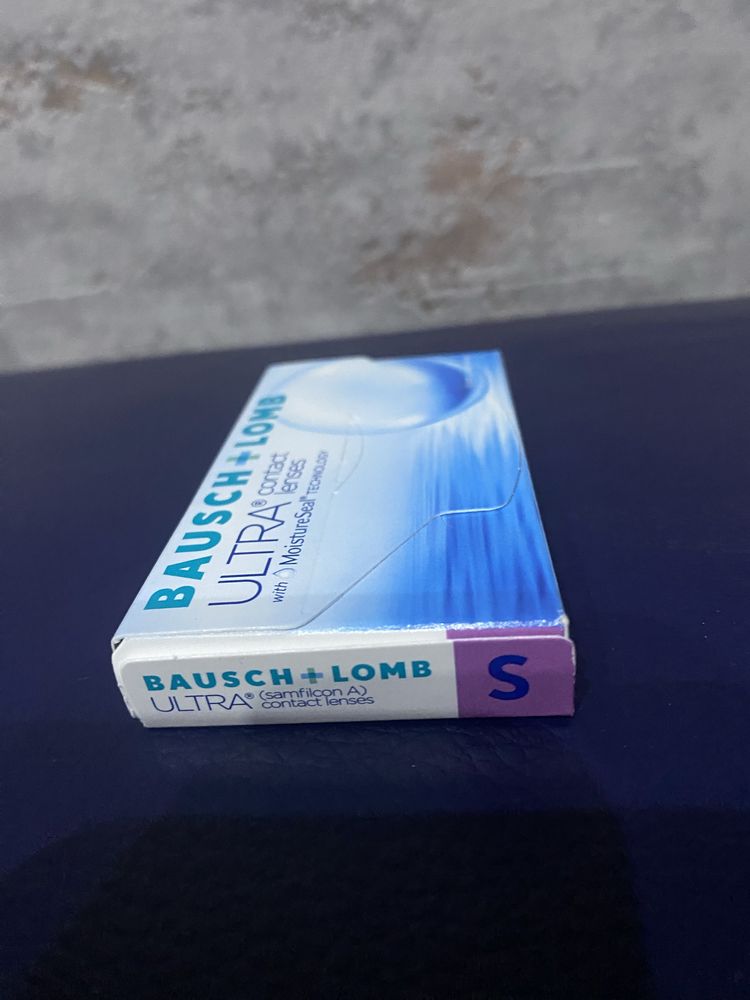 BAUSCH + LOMB
ULTRA® contact
lenses
with MoistureSeal® TECHNOLOGY
BAUSCH + LOMB
ULTRA® (samfilcon A)
contact lenses
S